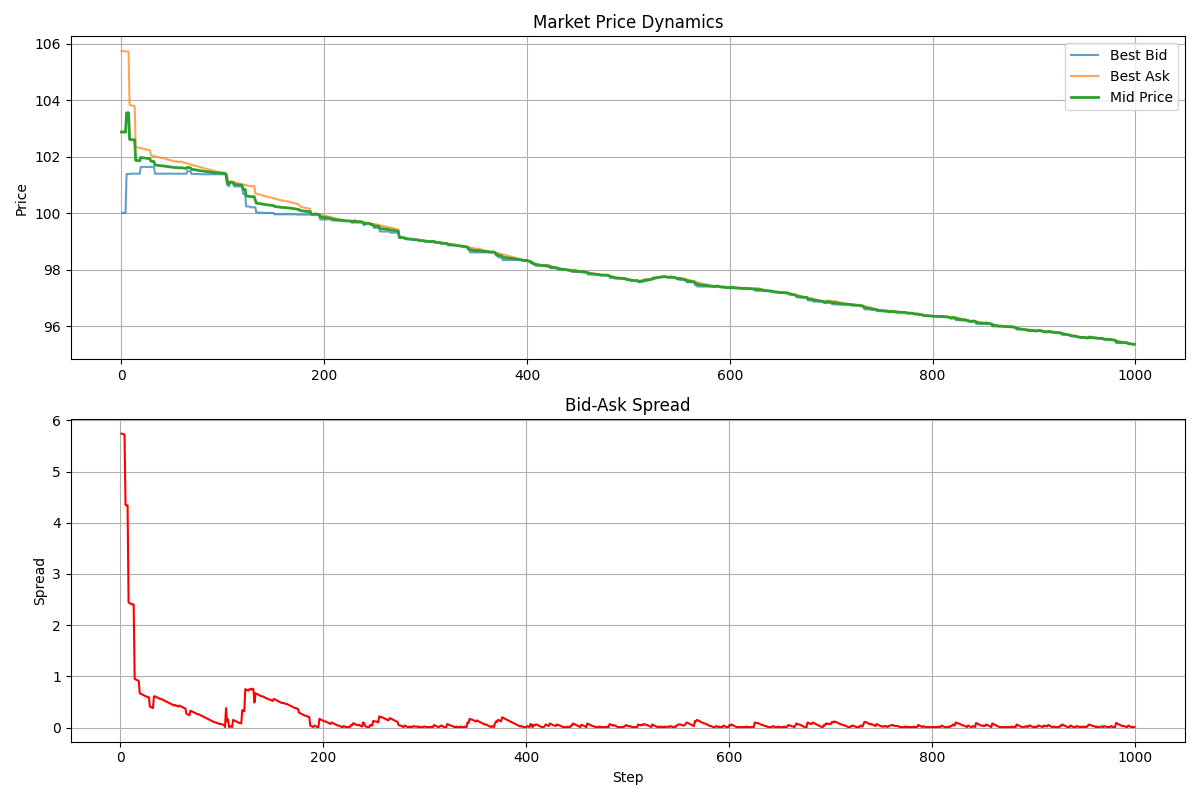 Market Price Dynamics
106
104
102
100
98
96
Price
Best Bid
Best Ask
Mid Price
0 200 400 600 800 1000
Bid-Ask Spread
6
5
4
3
2
1
0
Spread
0 200 400 600 800 1000
Step